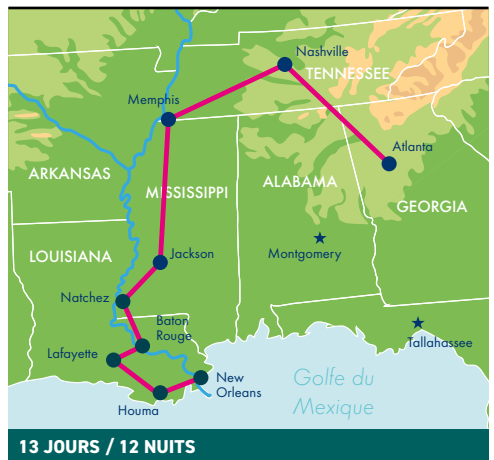 Nashville
TENNESSEE
Memphis
Atlanta
ARKANSAS
MISSISSIPPI
ALABAMA
GEORGIA
LOUISIANA
Jackson
Montgomery
Natchez
Baton
Rouge
Tallahassee
Lafayette
New
Orleans
Houma
Golfe du
Mexique
13 JOURS / 12 NUITS